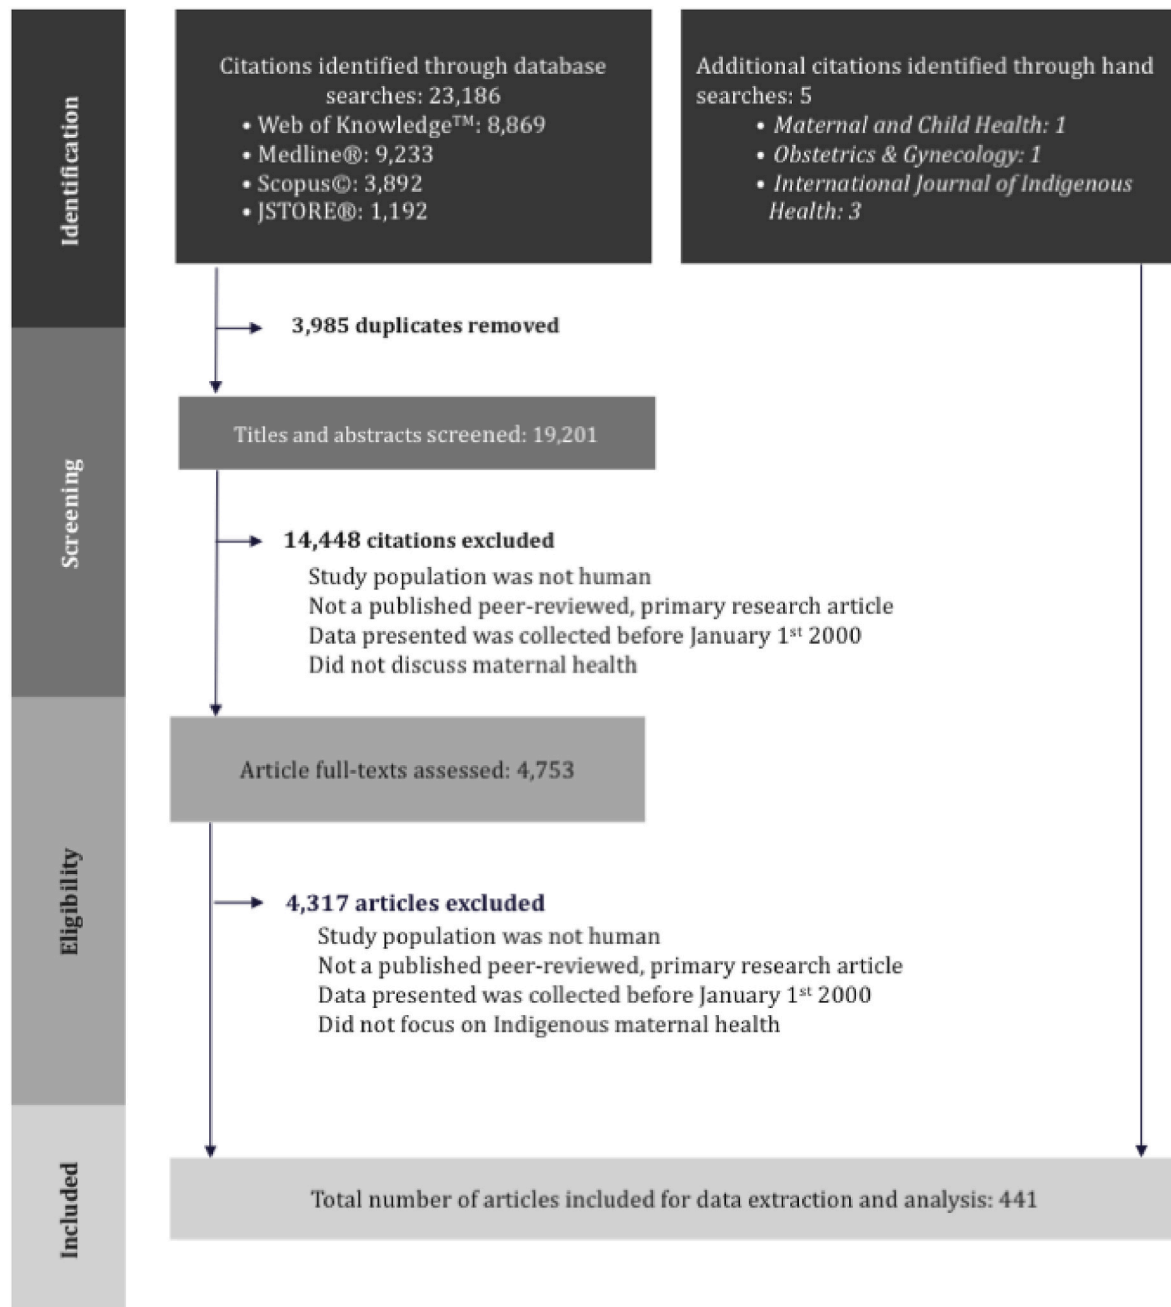 Identification
Citations identified through database
searches: 23,186
• Web of Knowledge™: 8,869
• Medline®: 9,233
• Scopus©: 3,892
• JSTORE®: 1,192
Additional citations identified through hand
searches: 5
• Maternal and Child Health: 1
• Obstetrics & Gynecology: 1
• International Journal of Indigenous
Health: 3
3,985 duplicates removed
Screening
Titles and abstracts screened: 19,201
14,448 citations excluded
Study population was not human
Not a published peer-reviewed, primary research article
Data presented was collected before January 1st 2000
Did not discuss maternal health
Eligibility
Article full-texts assessed: 4,753
4,317 articles excluded
Study population was not human
Not a published peer-reviewed, primary research article
Data presented was collected before January 1st 2000
Did not focus on Indigenous maternal health
Included
Total number of articles included for data extraction and analysis: 441